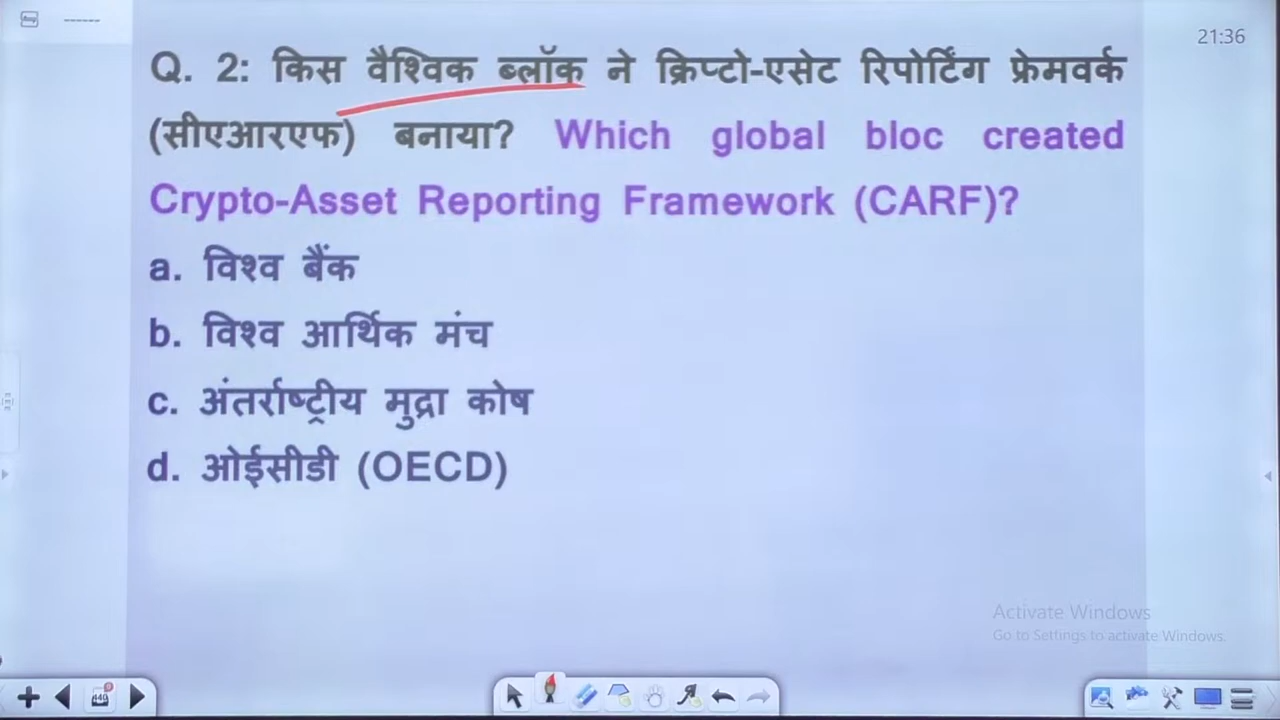 21:36
Q. 2: किस वैश्विक ब्लॉक ने क्रिप्टो-एसेट रिपोर्टिंग फ्रेमवर्क
(सीएआरएफ) बनाया? Which global bloc created
Crypto-Asset Reporting Framework (CARF)?
a. विश्व बैंक
b. विश्व आर्थिक मंच
c. अंतर्राष्ट्रीय मुद्रा कोष
d. ओईसीडी (OECD)
Activate Windows
Go to Settings to activate Windows.